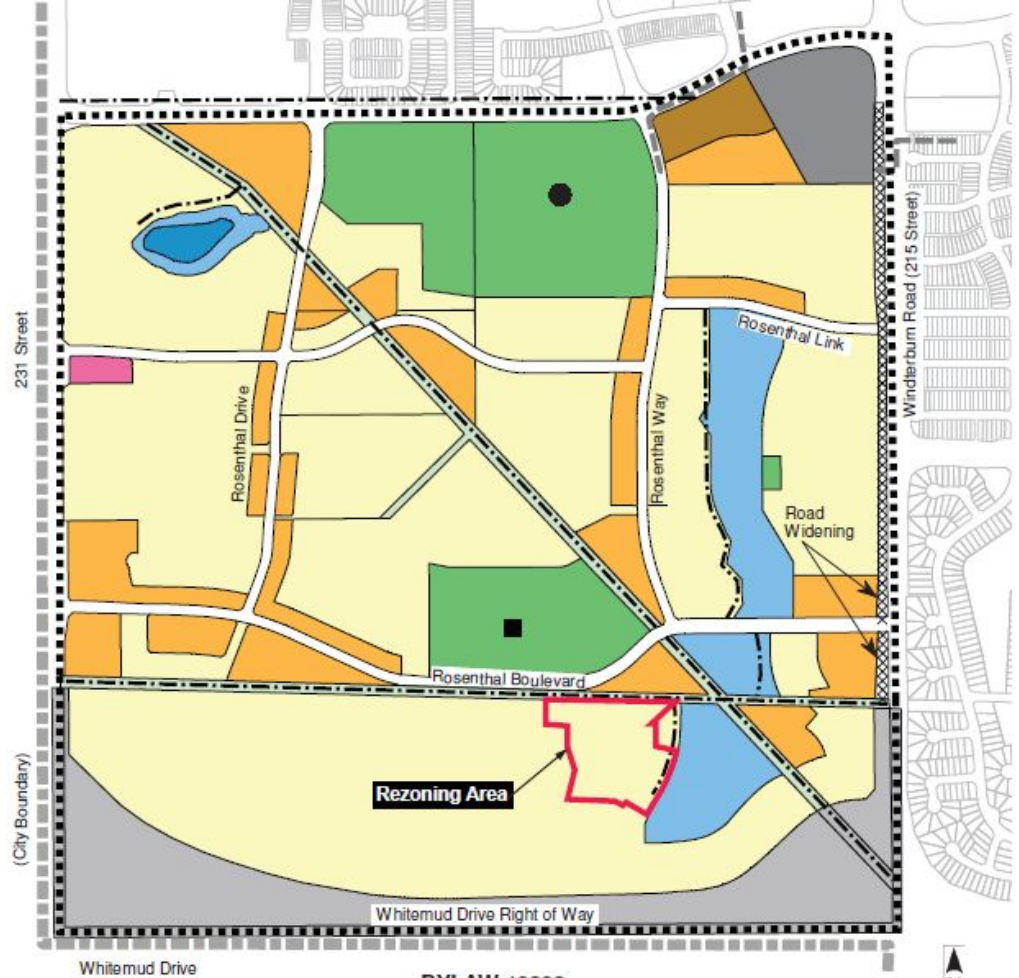 Windterburn Road (215 Street)
Rosenthal Link
231 Street
Rosenthal Drive
Rosenthal Way
Road
Widening
Rosenthal Boulevard
Rezoning Area
(City Boundary)
Whitemud Drive Right of Way
Whitemud Drive
BYLAW